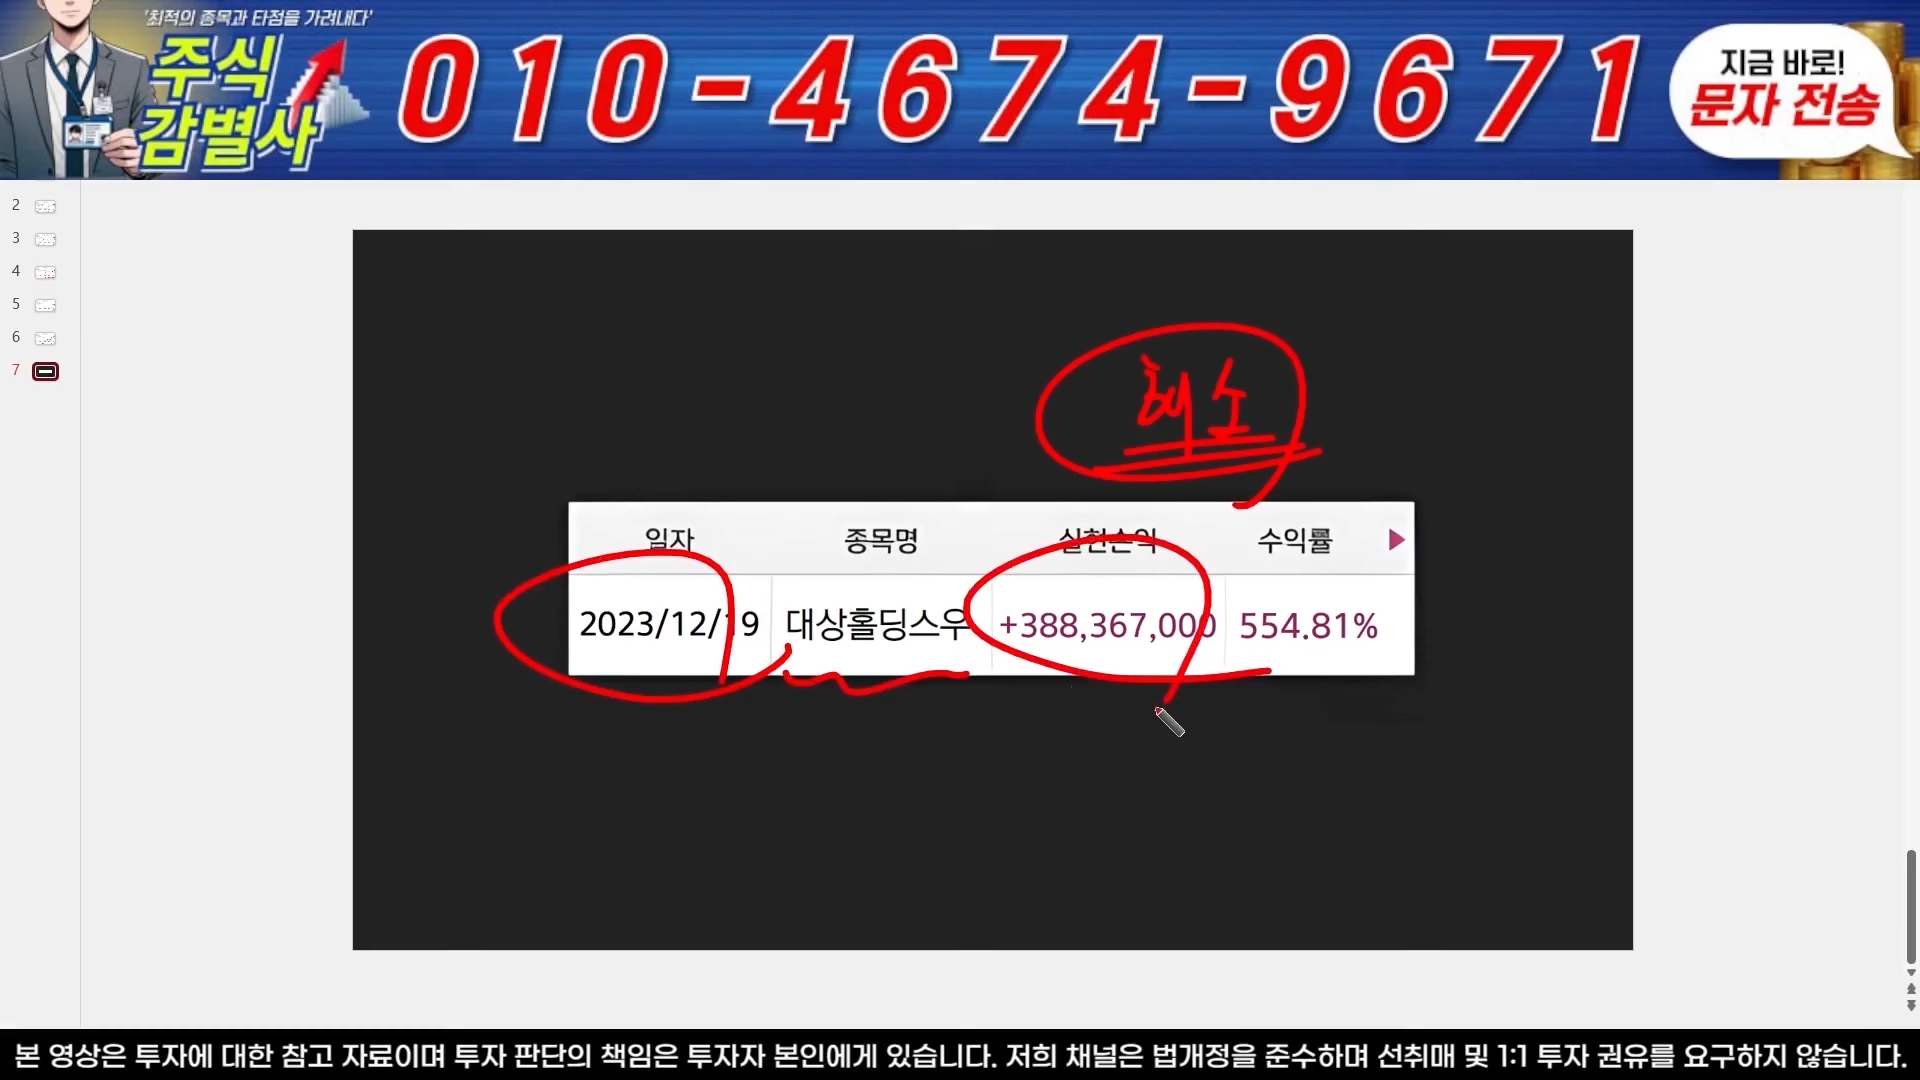 '최적의 종목과 타점을 가려내다'
주식
감별사
010-4674-9671
지금 바로!
문자 전송
2
3
4
5
6
7
해소
일자 종목명 실현손익 수익률
2023/12/19 대상홀딩스우 +388,367,000 554.81%
본 영상은 투자에 대한 참고 자료이며 투자 판단의 책임은 투자자 본인에게 있습니다. 저희 채널은 법개정을 준수하며 선취매 및 1:1 투자 권유를 요구하지 않습니다.